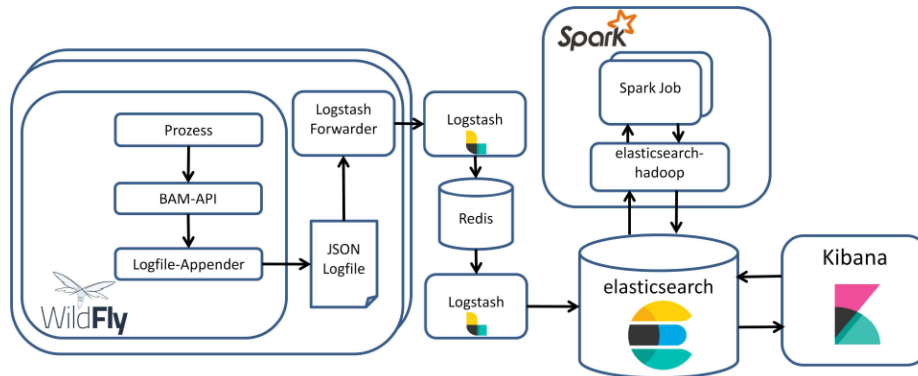 Prozess
BAM-API
Logfile-Appender
WildFly
Logstash
Forwarder
JSON
Logfile
Logstash
Redis
Logstash
Spark
Spark Job
elasticsearch-
hadoop
elasticsearch
Kibana